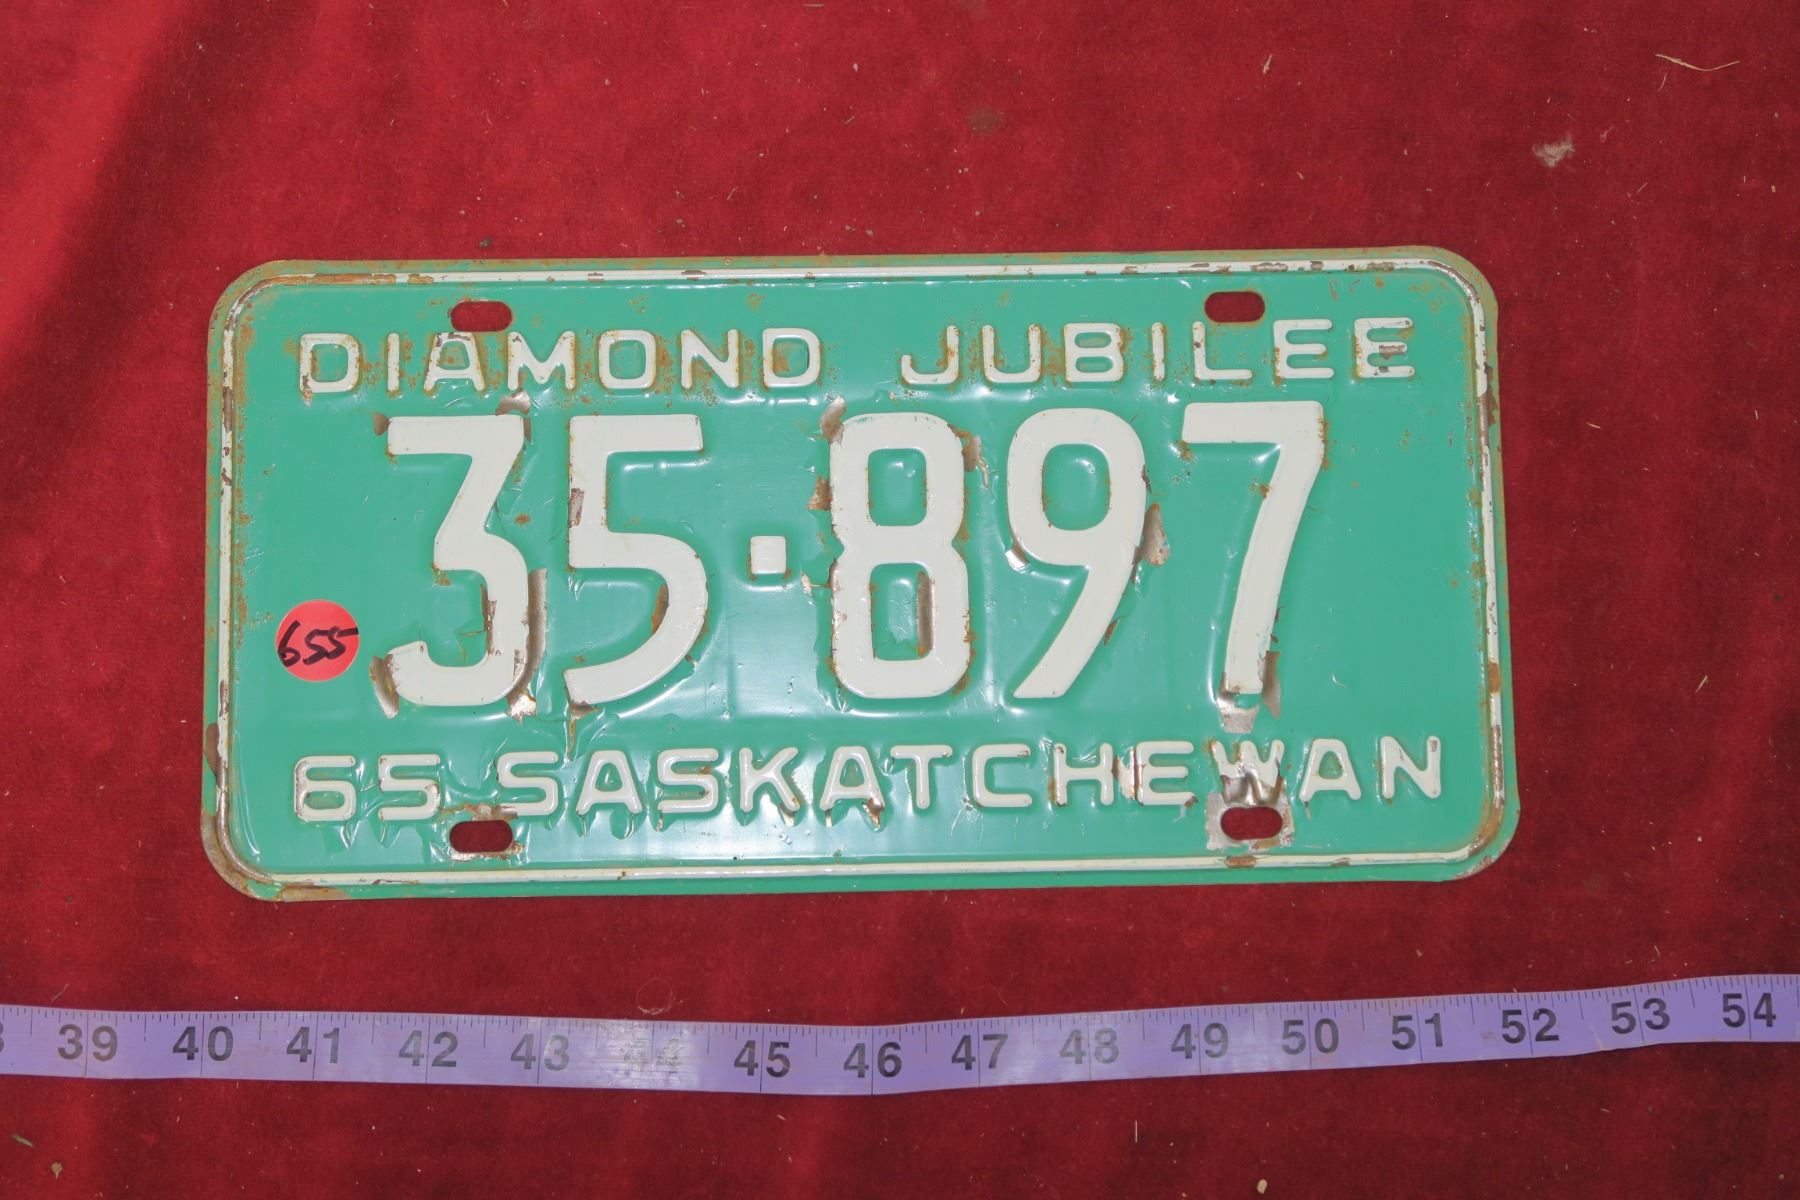 DIAMOND JUBILEE
35·897
655
65 SASKATCHEWAN
39 40 41 42 43 44 45 46 47 48 49 50 51 52 53 54